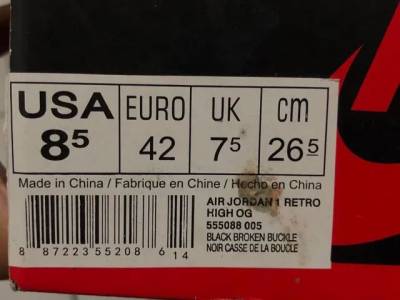 USA EURO UK cm
8⁵ 42 7⁵ 26⁵
Made in China / Fabrique en Chine / Hecho en China
AIR JORDAN 1 RETRO
HIGH OG
555088 005
BLACK BROKEN BUCKLE
NOIR CASSE DE LA BOUCLE
8 87223 55208 6 14